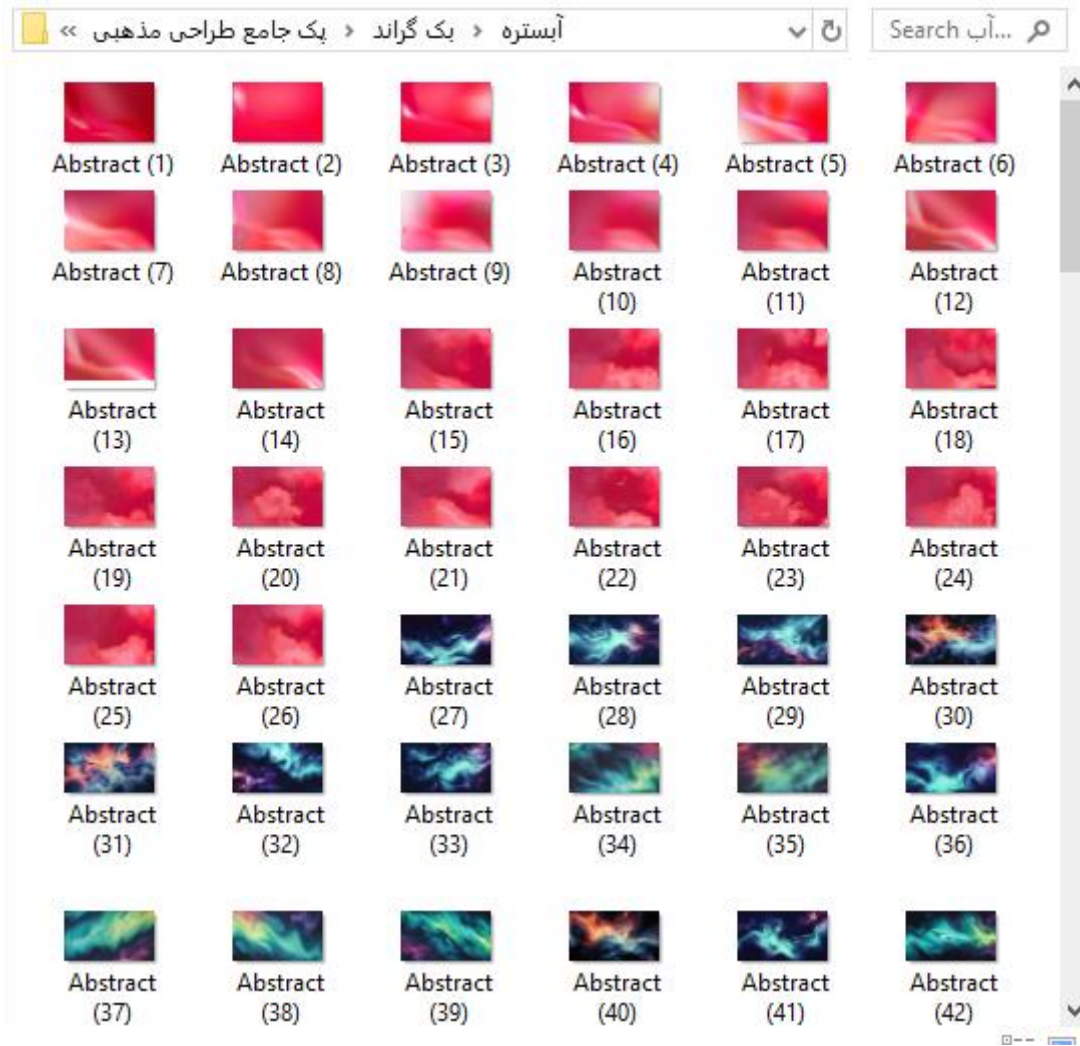 « پک جامع طراحی مذهبی › بک گراند › آبستره
Search آب...
Abstract (1)
Abstract (2)
Abstract (3)
Abstract (4)
Abstract (5)
Abstract (6)
Abstract (7)
Abstract (8)
Abstract (9)
Abstract
(10)
Abstract
(11)
Abstract
(12)
Abstract
(13)
Abstract
(14)
Abstract
(15)
Abstract
(16)
Abstract
(17)
Abstract
(18)
Abstract
(19)
Abstract
(20)
Abstract
(21)
Abstract
(22)
Abstract
(23)
Abstract
(24)
Abstract
(25)
Abstract
(26)
Abstract
(27)
Abstract
(28)
Abstract
(29)
Abstract
(30)
Abstract
(31)
Abstract
(32)
Abstract
(33)
Abstract
(34)
Abstract
(35)
Abstract
(36)
Abstract
(37)
Abstract
(38)
Abstract
(39)
Abstract
(40)
Abstract
(41)
Abstract
(42)